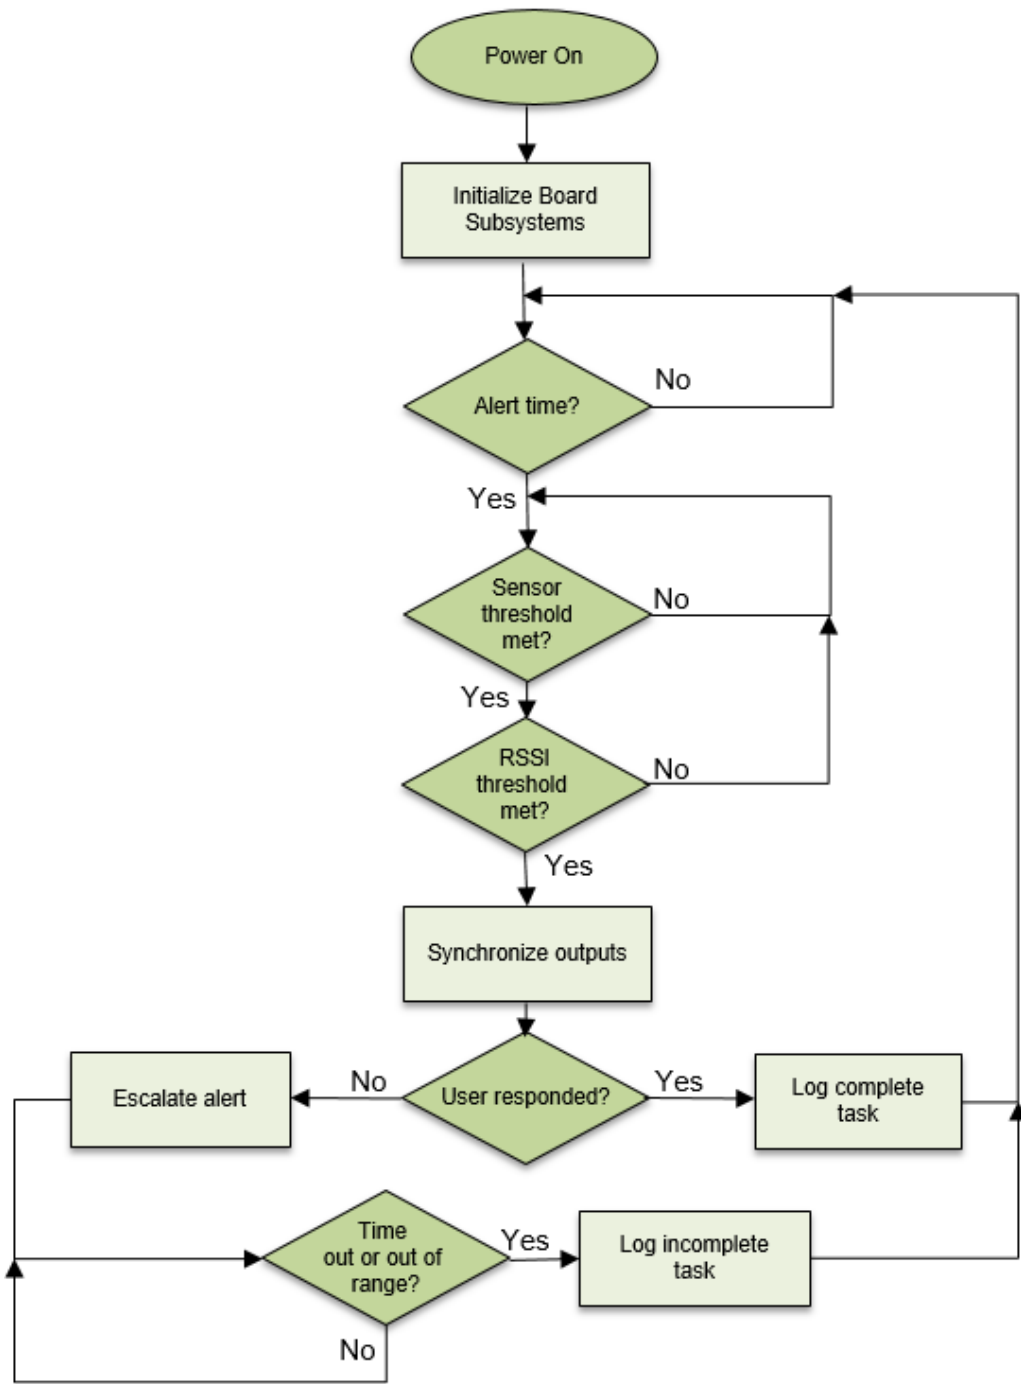 Power On
Initialize Board
Subsystems
Alert time?
No
Yes
Sensor
threshold
met?
No
Yes
RSSI
threshold
met?
No
Yes
Synchronize outputs
Escalate alert
No
User responded?
Yes
Log complete
task
Time
out or out of
range?
Yes
Log incomplete
task
No